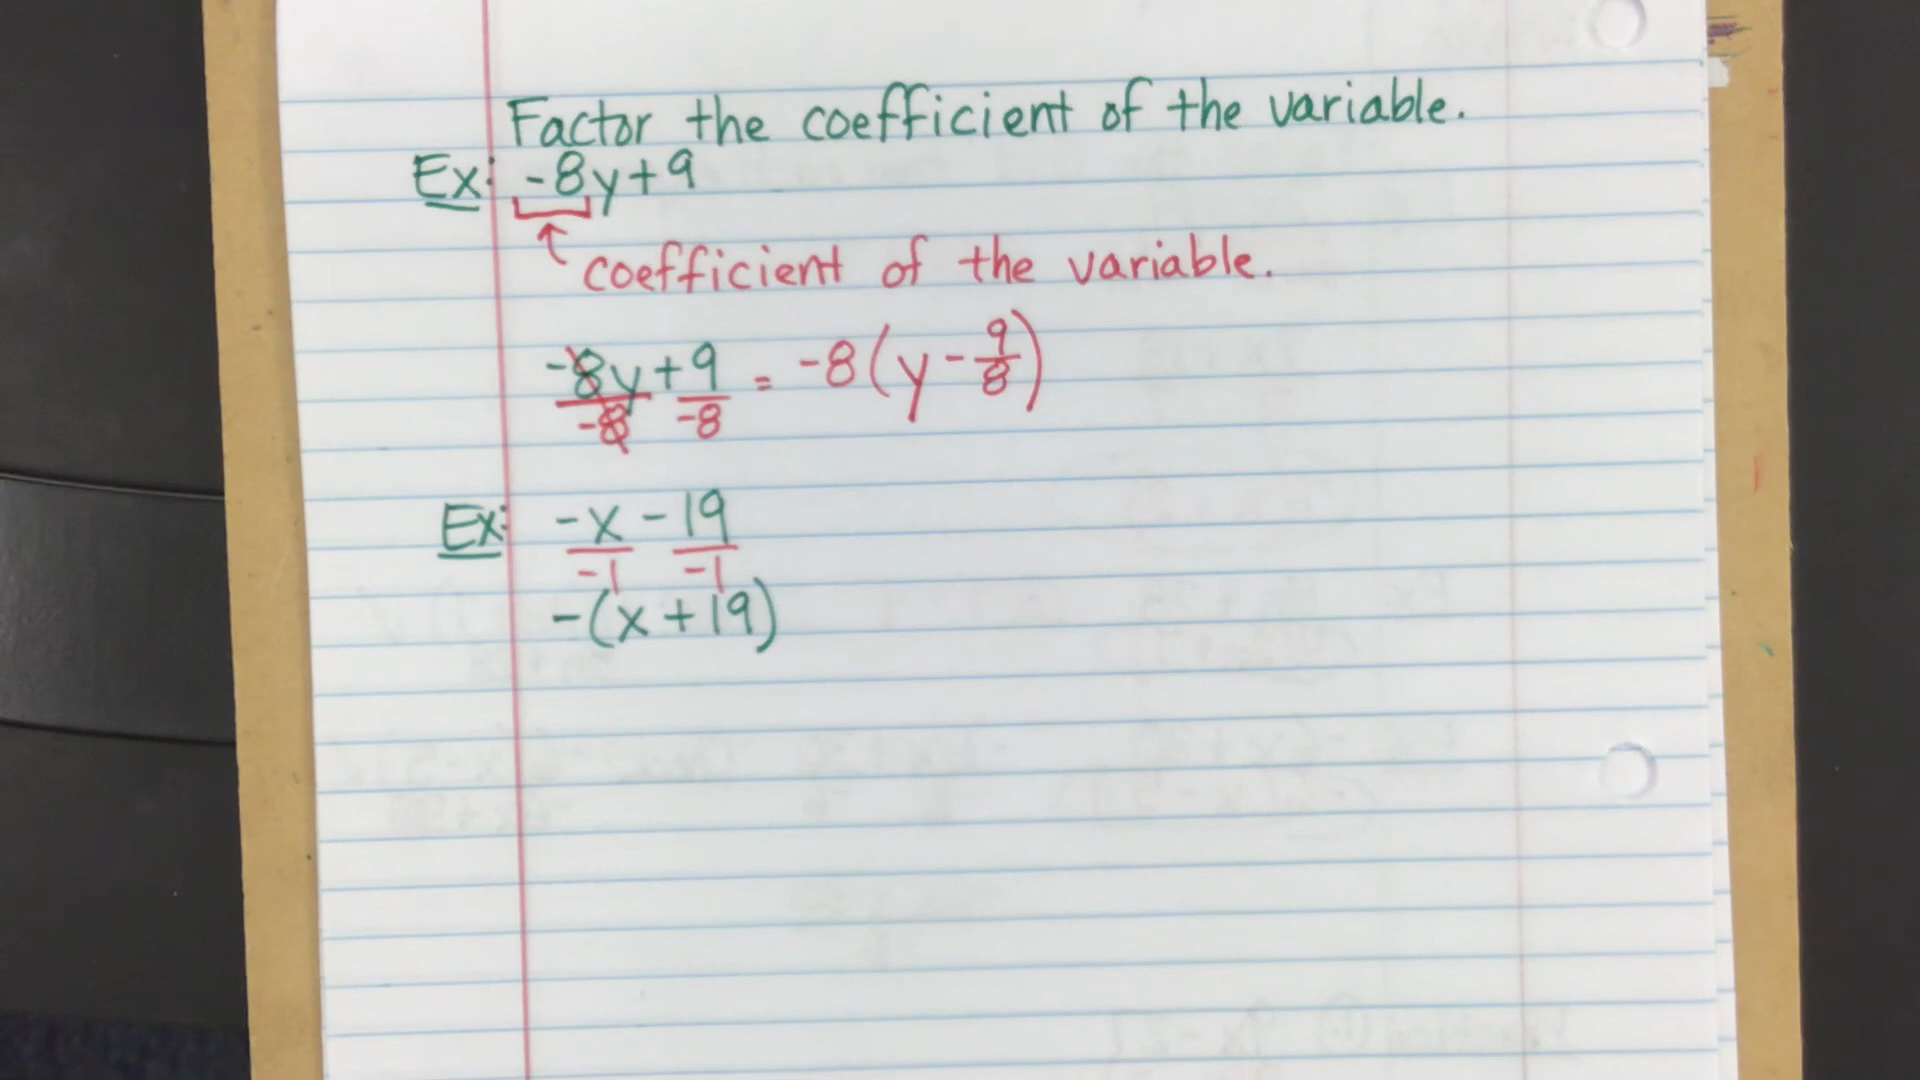 Factor the coefficient of the variable.
Ex: -8y+9
coefficient of the variable.
-8y/-8 + 9/-8 = -8(y - 9/8)
Ex: -x/-1 - 19/-1
-(x+19)